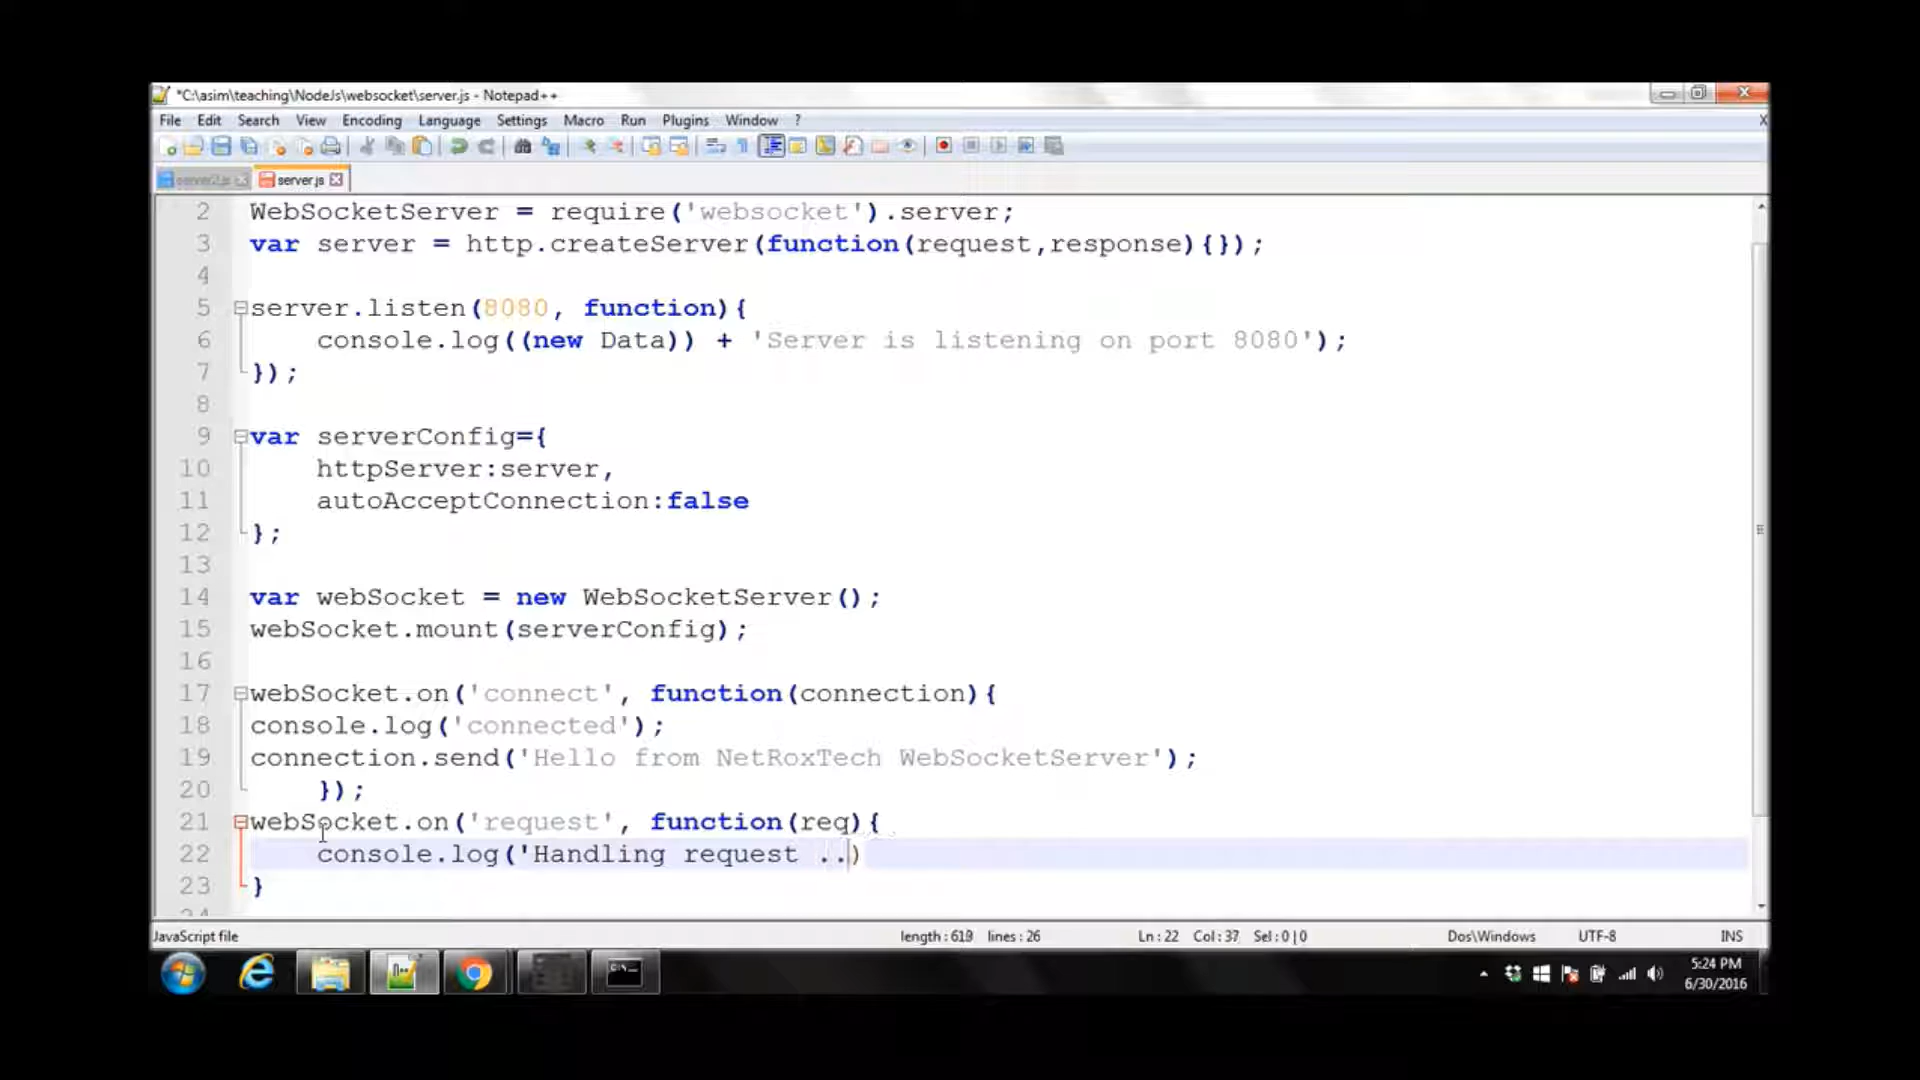 *C:\asim\teaching\NodeJs\websocket\server.js - Notepad++
File Edit Search View Encoding Language Settings Macro Run Plugins Window ? X
server.js
2 WebSocketServer = require('websocket').server;
3 var server = http.createServer(function(request,response){});
4
5 server.listen(8080, function){
6 console.log((new Data)) + 'Server is listening on port 8080');
7 });
8
9 var serverConfig={
10 httpServer:server,
11 autoAcceptConnection:false
12 };
13
14 var webSocket = new WebSocketServer();
15 webSocket.mount(serverConfig);
16
17 webSocket.on('connect', function(connection){
18 console.log('connected');
19 connection.send('Hello from NetRoxTech WebSocketServer');
20 });
21 webSocket.on('request', function(req){
22 console.log('Handling request ..)
23 }
24
JavaScript file length : 619 lines : 26 Ln : 22 Col : 37 Sel : 0 | 0 Dos\Windows UTF-8 INS
5:24 PM
6/30/2016